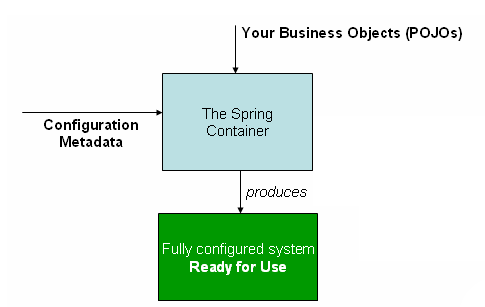 Your Business Objects (POJOs)
The Spring
Container
Configuration
Metadata
produces
Fully configured system
Ready for Use